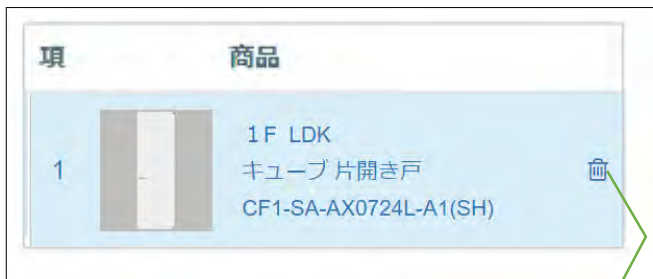 項 商品
1
１F LDK
キューブ 片開き戸
CF1-SA-AX0724L-A1(SH)